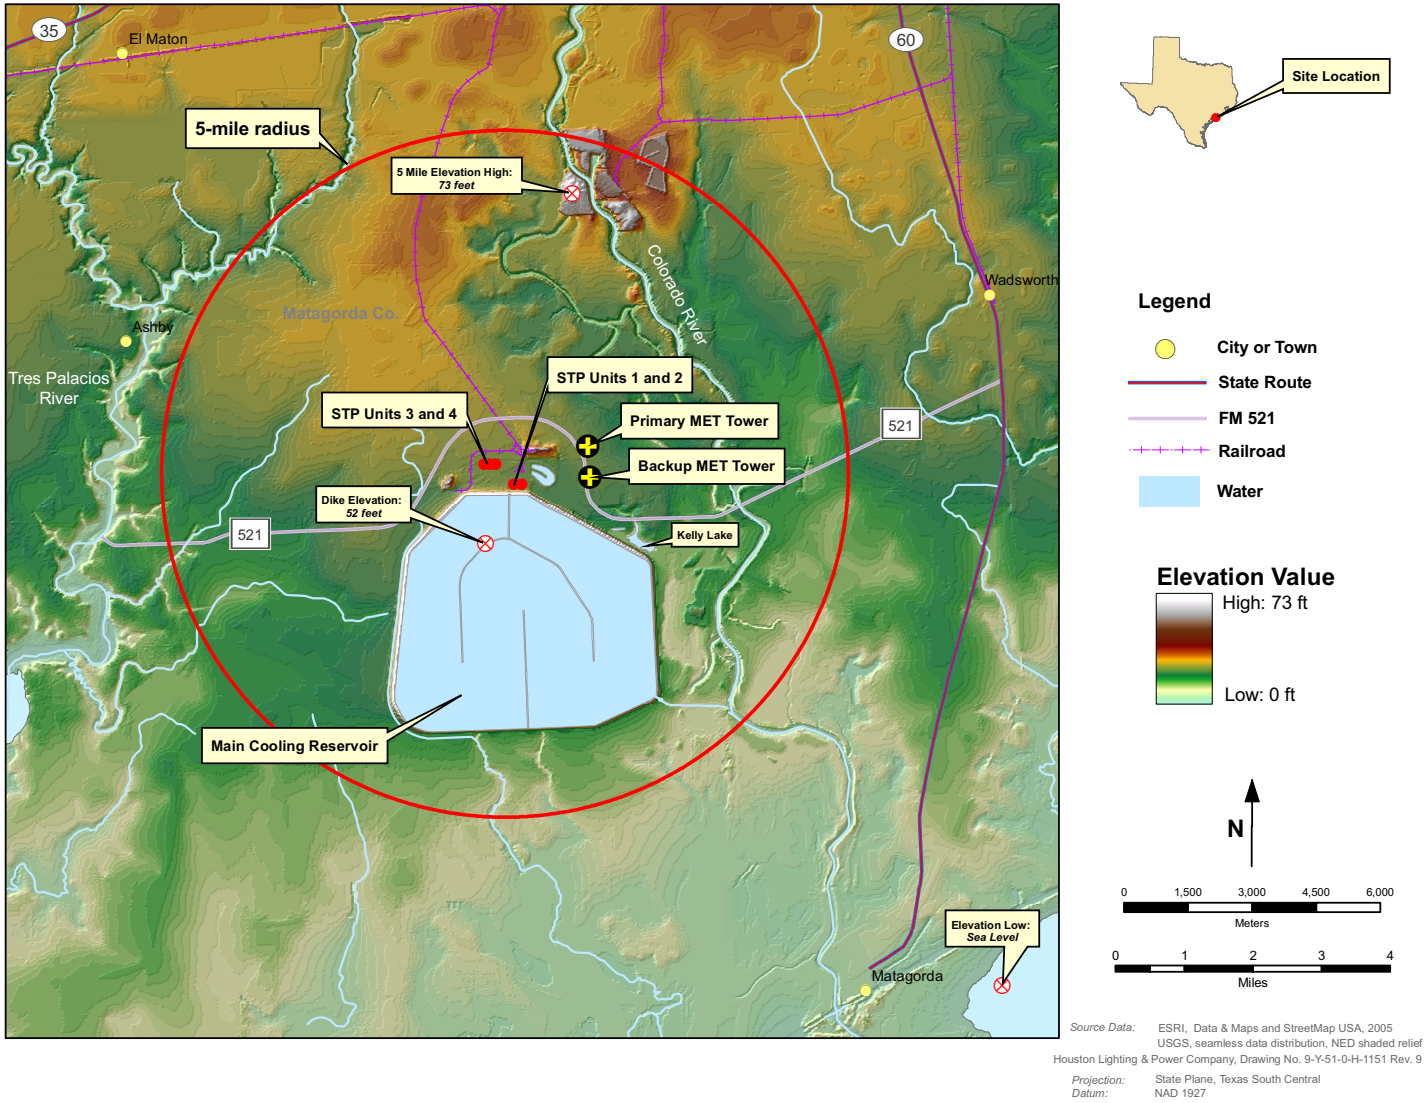 35
El Maton
60
5-mile radius
5 Mile Elevation High:
73 feet
Colorado River
Wadsworth
Matagorda Co.
Ashby
Tres Palacios
River
STP Units 1 and 2
STP Units 3 and 4
Primary MET Tower
521
Backup MET Tower
Dike Elevation:
52 feet
521
Kelly Lake
Main Cooling Reservoir
Elevation Low:
Sea Level
Matagorda
Site Location
Legend
City or Town
State Route
FM 521
Railroad
Water
Elevation Value
High: 73 ft
Low: 0 ft
N
0 1,500 3,000 4,500 6,000
Meters
0 1 2 3 4
Miles
Source Data: ESRI, Data & Maps and StreetMap USA, 2005
USGS, seamless data distribution, NED shaded relief
Houston Lighting & Power Company, Drawing No. 9-Y-51-0-H-1151 Rev. 9
Projection: State Plane, Texas South Central
Datum: NAD 1927